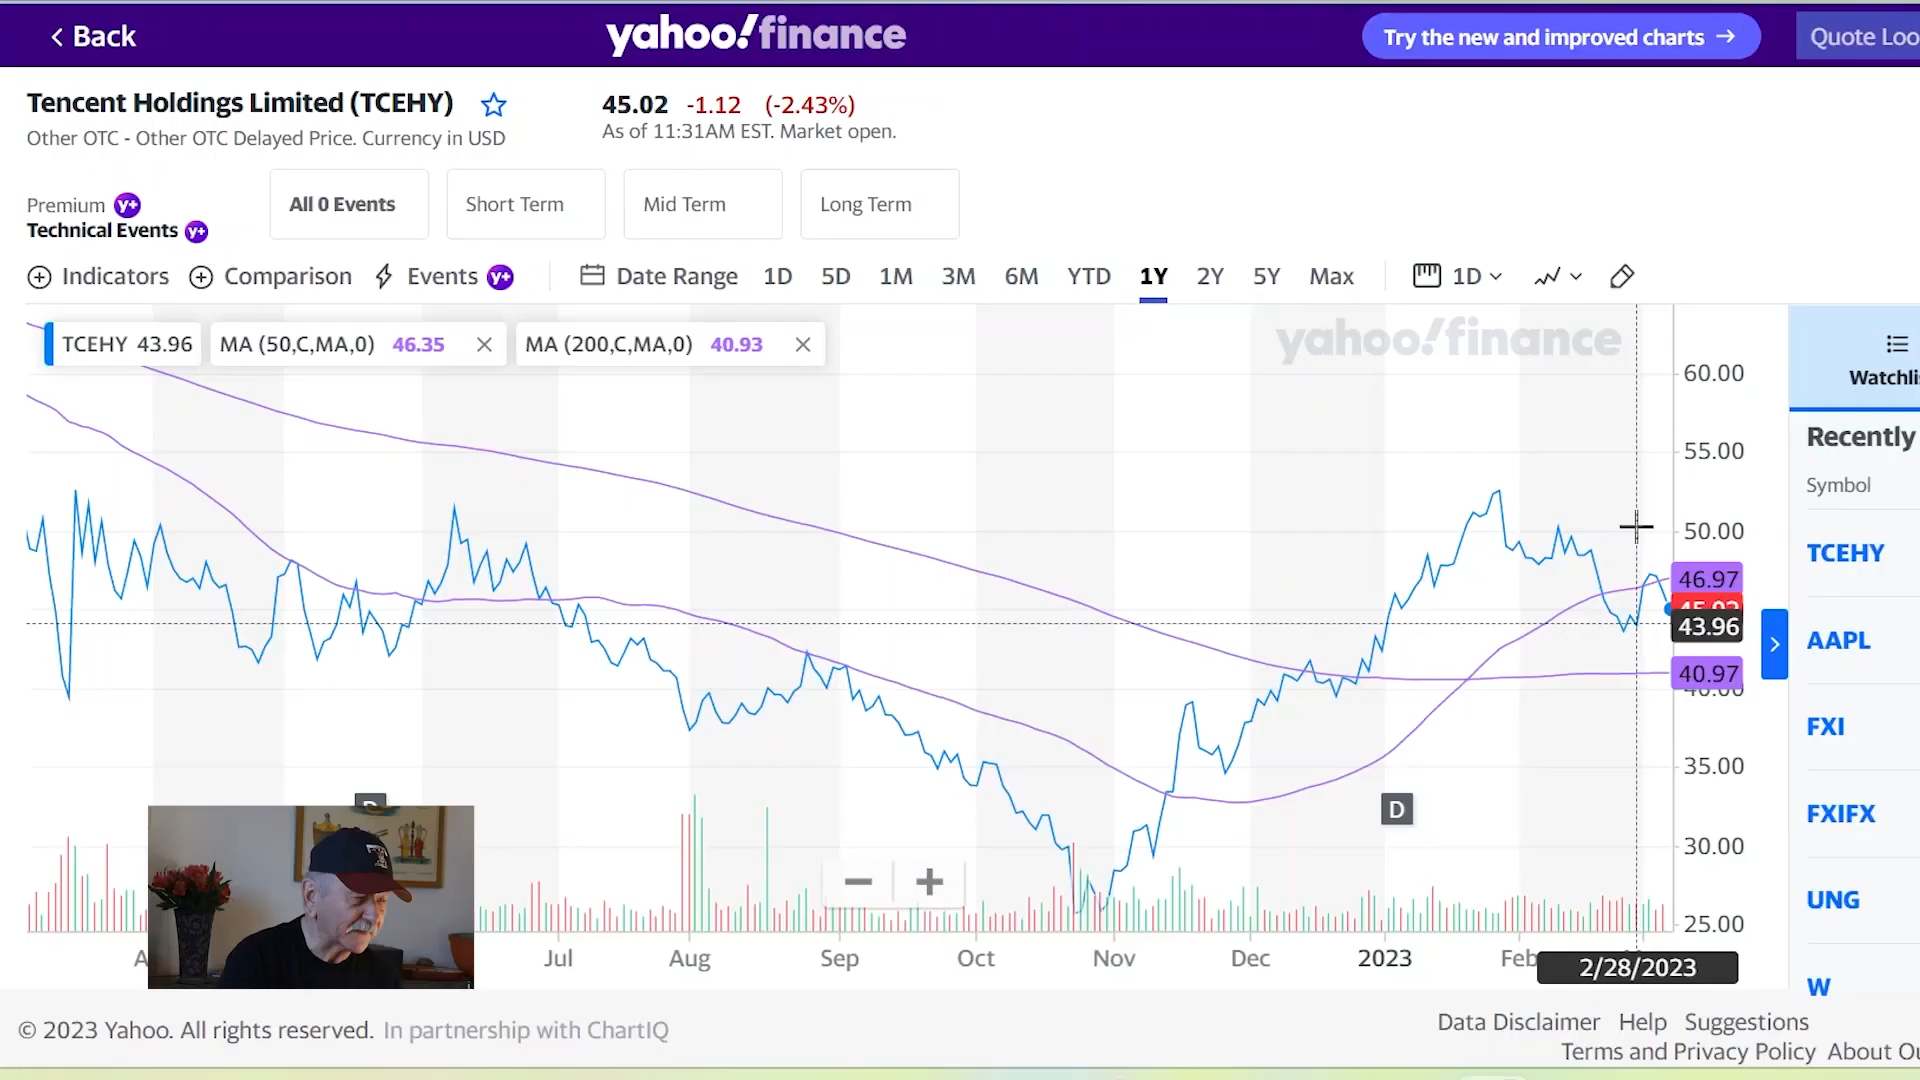 Back
yahoo!finance
Try the new and improved charts →
Quote Loo
Tencent Holdings Limited (TCEHY)
45.02 -1.12 (-2.43%)
Other OTC - Other OTC Delayed Price. Currency in USD
As of 11:31AM EST. Market open.
Premium y+
Technical Events y+
All 0 Events
Short Term
Mid Term
Long Term
Indicators
Comparison
Events y+
Date Range 1D 5D 1M 3M 6M YTD 1Y 2Y 5Y Max
1D
TCEHY 43.96
MA (50,C,MA,0) 46.35
MA (200,C,MA,0) 40.93
yahoo!finance
60.00
55.00
50.00
46.97
43.96
40.97
35.00
30.00
25.00
D
A
Jul
Aug
Sep
Oct
Nov
Dec
2023
Feb
2/28/2023
Watchli
Recently
Symbol
TCEHY
AAPL
FXI
FXIFX
UNG
W
© 2023 Yahoo. All rights reserved. In partnership with ChartIQ
Data Disclaimer Help Suggestions
Terms and Privacy Policy About Ou